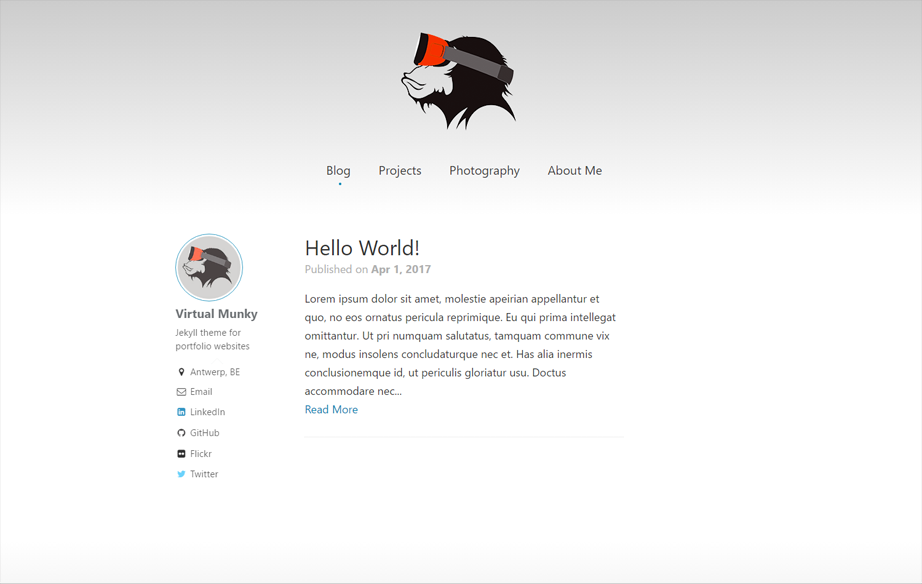 Blog Projects Photography About Me
Virtual Munky
Jekyll theme for
portfolio websites
Antwerp, BE
Email
LinkedIn
GitHub
Flickr
Twitter
Hello World!
Published on Apr 1, 2017
Lorem ipsum dolor sit amet, molestie apeirian appellantur et
quo, no eos ornatus pericula reprimique. Eu qui prima intellegat
omittantur. Ut pri numquam salutatus, tamquam commune vix
ne, modus insolens concludaturque nec et. Has alia inermis
conclusionemque id, ut periculis gloriatur usu. Doctus
accommodare nec...
Read More